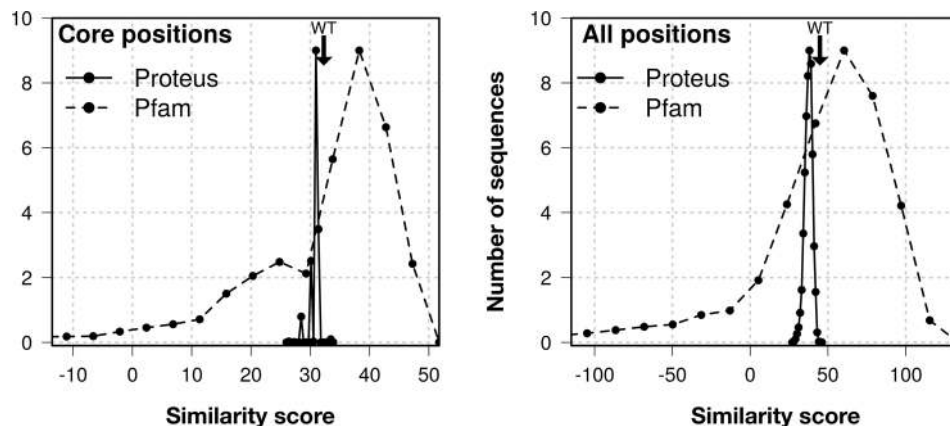 10
8
6
4
2
0
Core positions
Proteus
Pfam
WT
-10 0 10 20 30 40 50
Similarity score
Number of sequences
10
8
6
4
2
0
All positions
Proteus
Pfam
WT
-100 -50 0 50 100
Similarity score